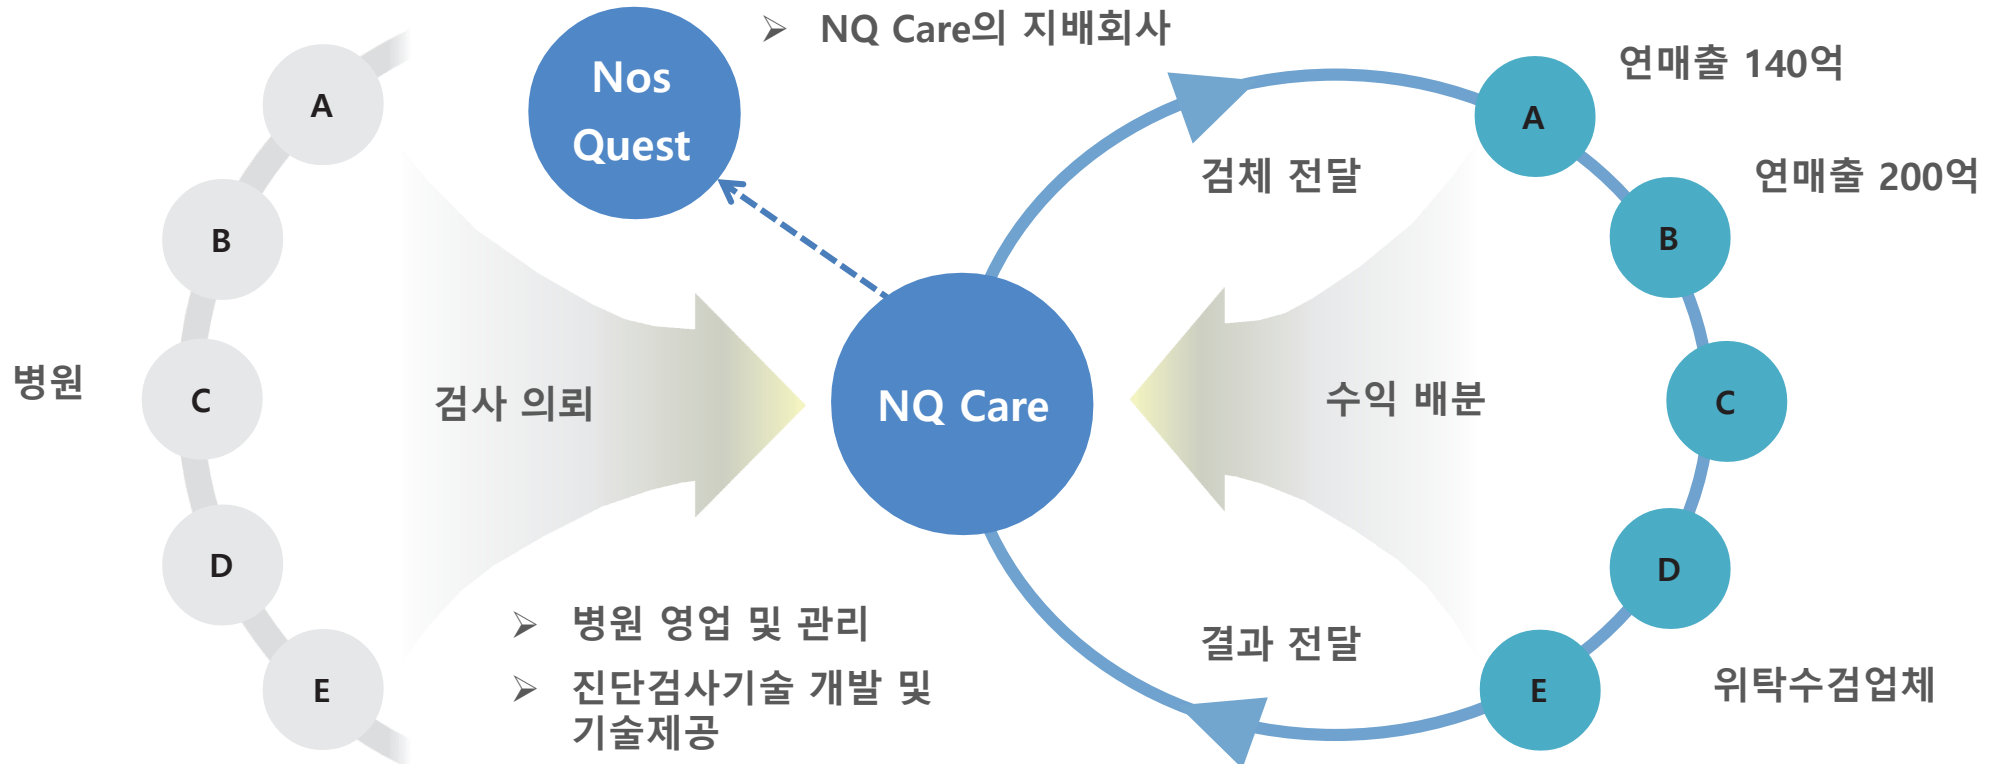 NQ Care의 지배회사
Nos
Quest
연매출 140억
연매출 200억
병원
A
B
C
D
E
검사 의뢰
NQ Care
검체 전달
수익 배분
결과 전달
A
B
C
D
E
위탁수검업체
병원 영업 및 관리
진단검사기술 개발 및
기술제공